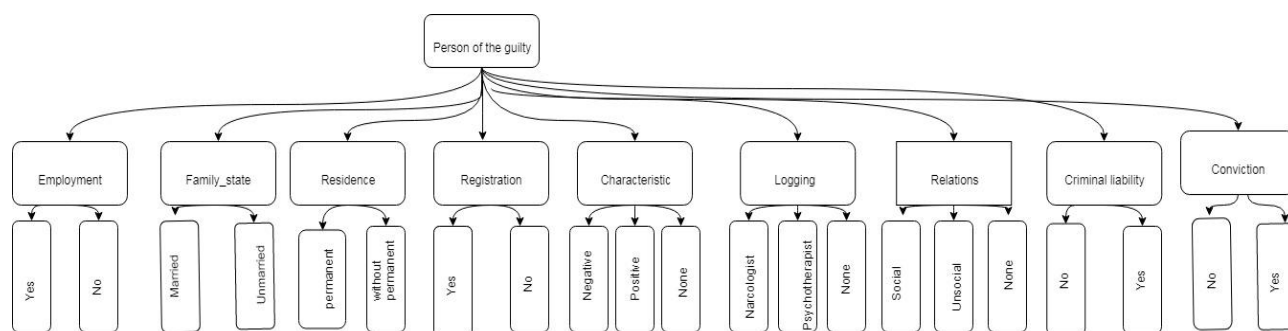 Person of the guilty
Employment
Family_state
Residence
Registration
Characteristic
Logging
Relations
Criminal liability
Conviction
Yes
No
Married
Unmarried
permanent
without
permanent
Yes
No
Negative
Positive
None
Narcologist
Psychotherapist
None
Social
Unsocial
None
No
Yes
No
Yes